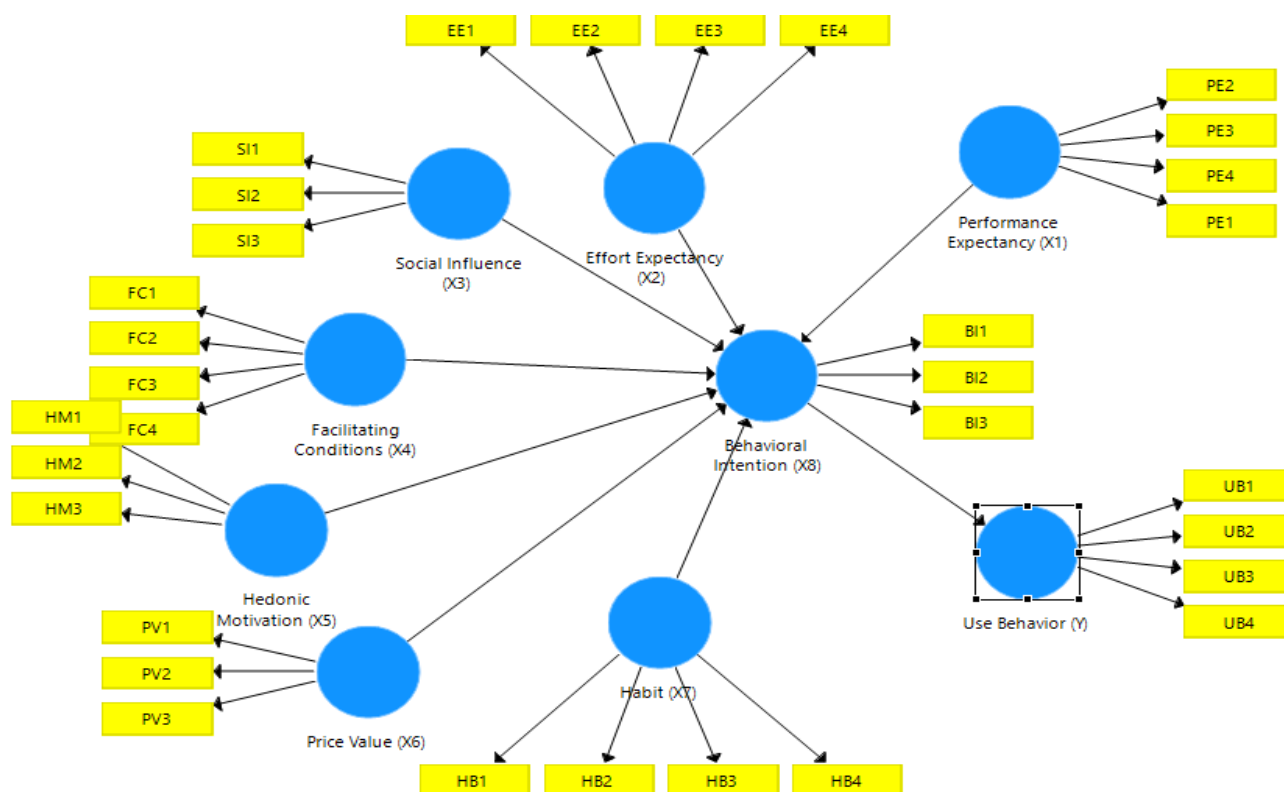 EE1
EE2
EE3
EE4
PE2
PE3
PE4
PE1
Performance
Expectancy (X1)
SI1
SI2
SI3
Social Influence
(X3)
Effort Expectancy
(X2)
FC1
FC2
FC3
FC4
Facilitating
Conditions (X4)
BI1
BI2
BI3
Behavioral
Intention (X8)
HM1
HM2
HM3
Hedonic
Motivation (X5)
UB1
UB2
UB3
UB4
Use Behavior (Y)
PV1
PV2
PV3
Price Value (X6)
Habit (X7)
HB1
HB2
HB3
HB4